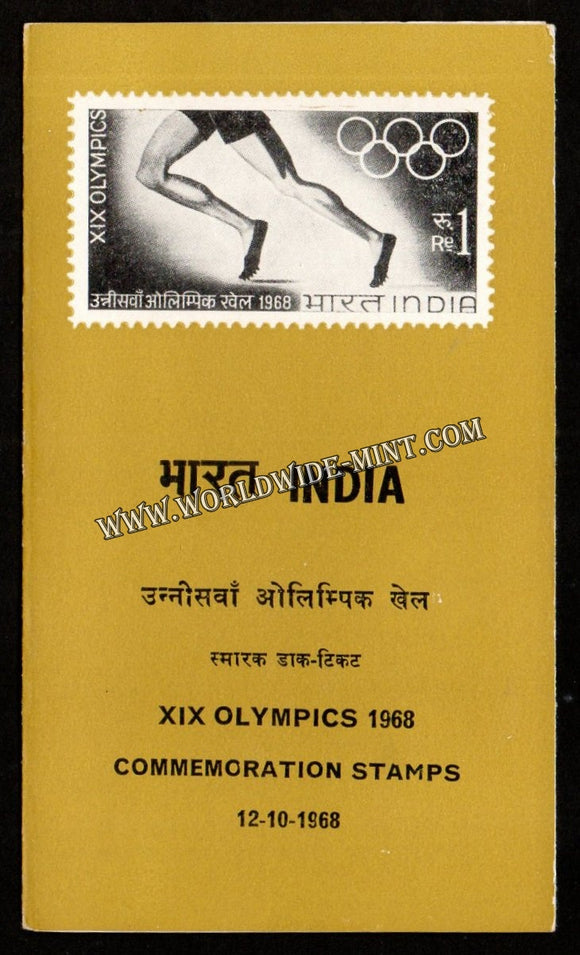 XIX OLYMPICS
रु. 1
Re
उन्नीसवाँ ओलिम्पिक खेल 1968 भारत INDIA
भारत INDIA
WWW.WORLDWIDE-MINT.COM
उन्नीसवाँ ओलिम्पिक खेल
स्मारक डाक-टिकट
XIX OLYMPICS 1968
COMMEMORATION STAMPS
12-10-1968